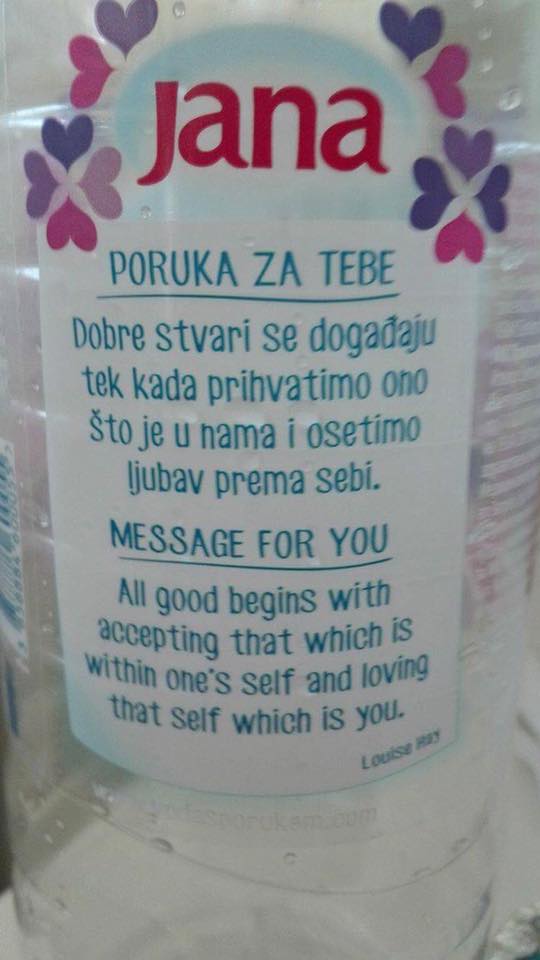 Jana
PORUKA ZA TEBE
Dobre stvari se događaju
tek kada prihvatimo ono
što je u nama i osetimo
ljubav prema sebi.
MESSAGE FOR YOU
All good begins with
accepting that which is
within one's self and loving
that self which is you.
Louise Hay